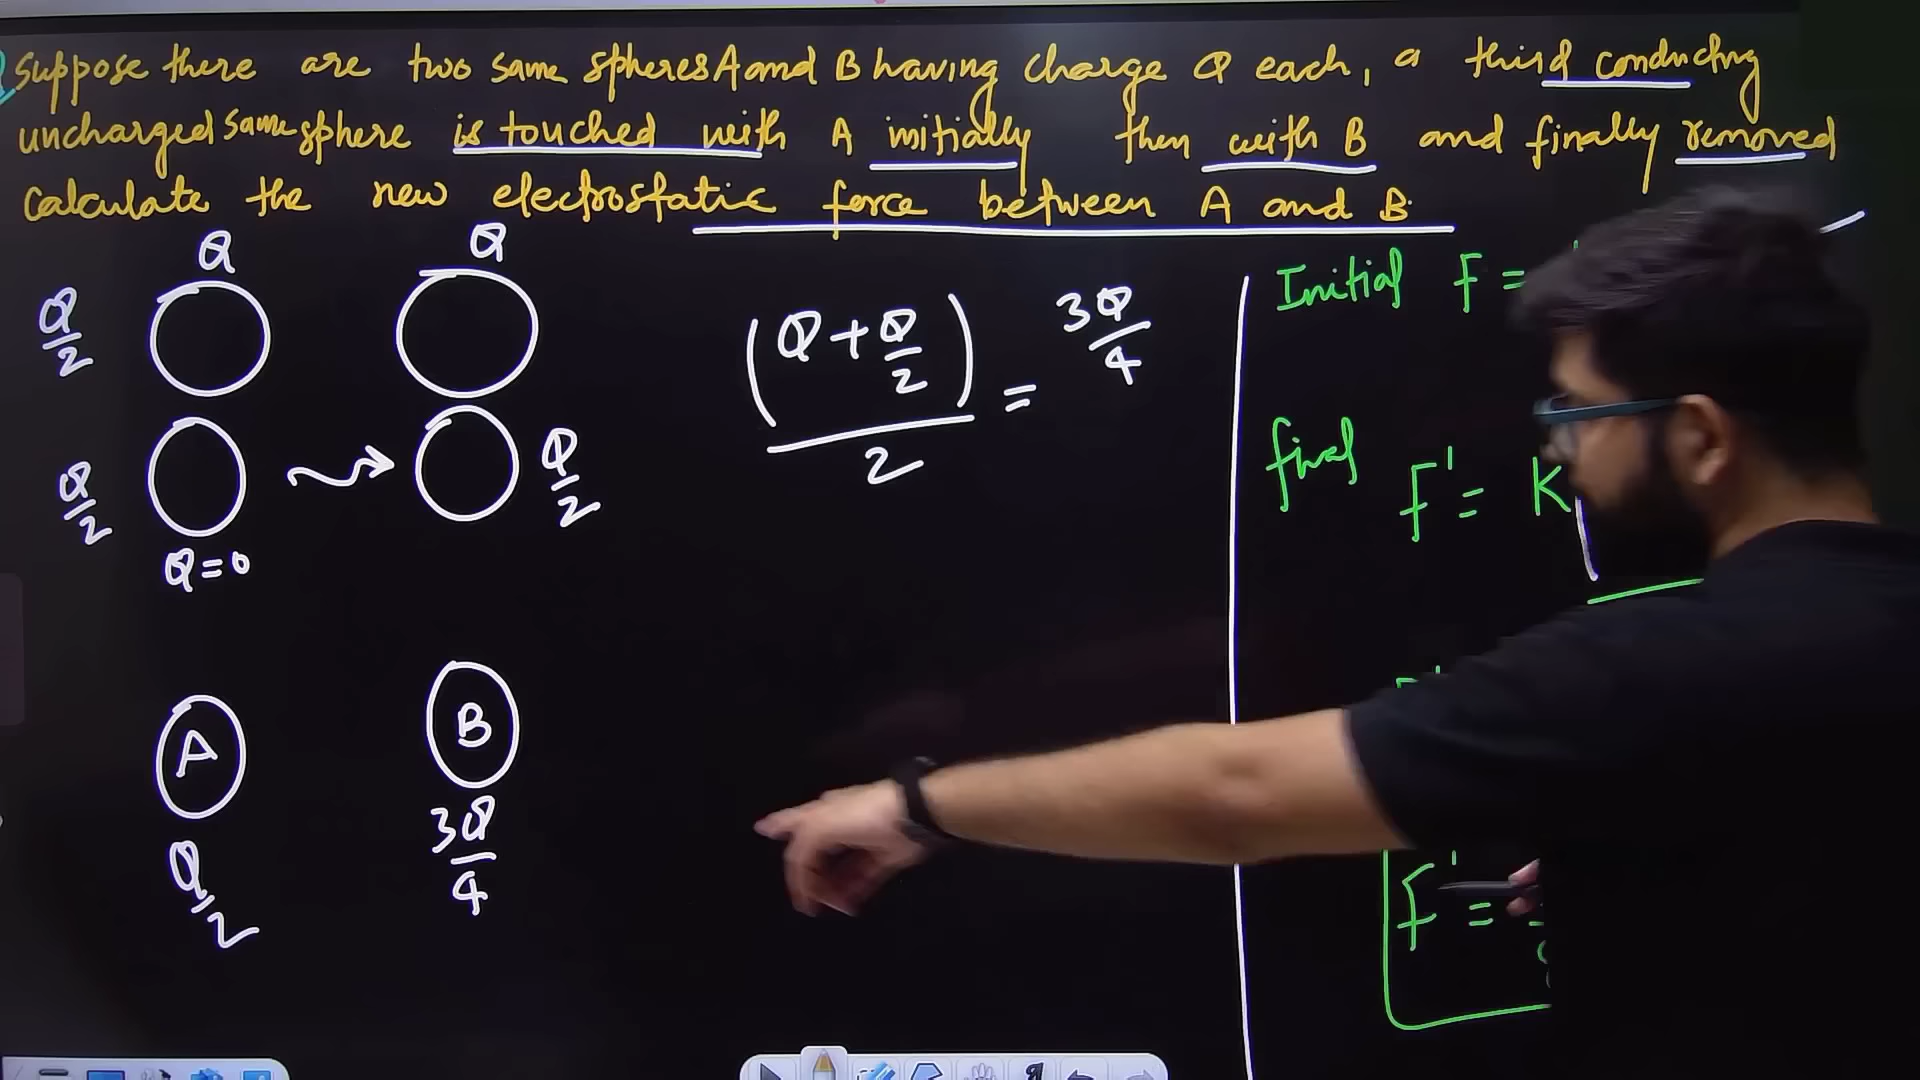 Suppose there are two same spheres A and B having charge Q each, a third conducting
uncharged same sphere is touched with A initially then with B and finally removed
calculate the new electrostatic force between A and B.
Q
Q
Q/2
Q/2
Q=0
Q/2
(Q + Q/2)/2 = 3Q/4
A
Q/2
B
3Q/4
Initial F =
final F' = K
F' =